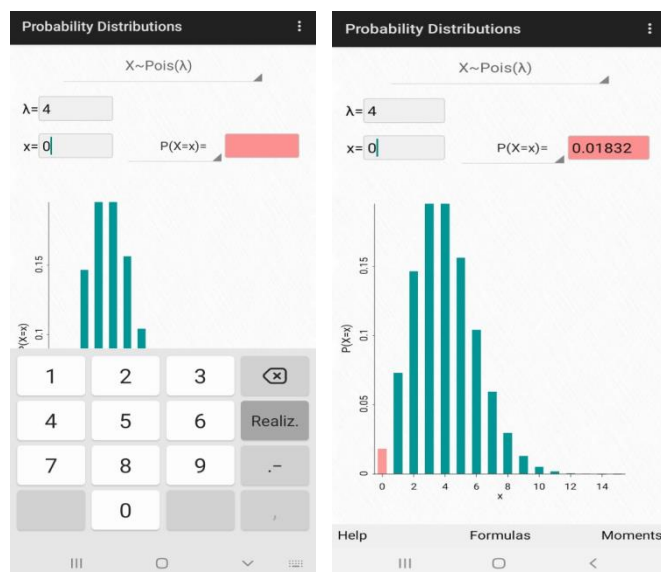 Probability Distributions
X~Pois(λ)
λ= 4
x= 0
P(X=x)=
0.15
0.1
P(X=x)
1 2 3
4 5 6 Realiz.
7 8 9 .-
0 ,
Probability Distributions
X~Pois(λ)
λ= 4
x= 0
P(X=x)= 0.01832
0.15
0.1
0.05
0
P(X=x)
0 2 4 6 8 10 12 14
x
Help Formulas Moments